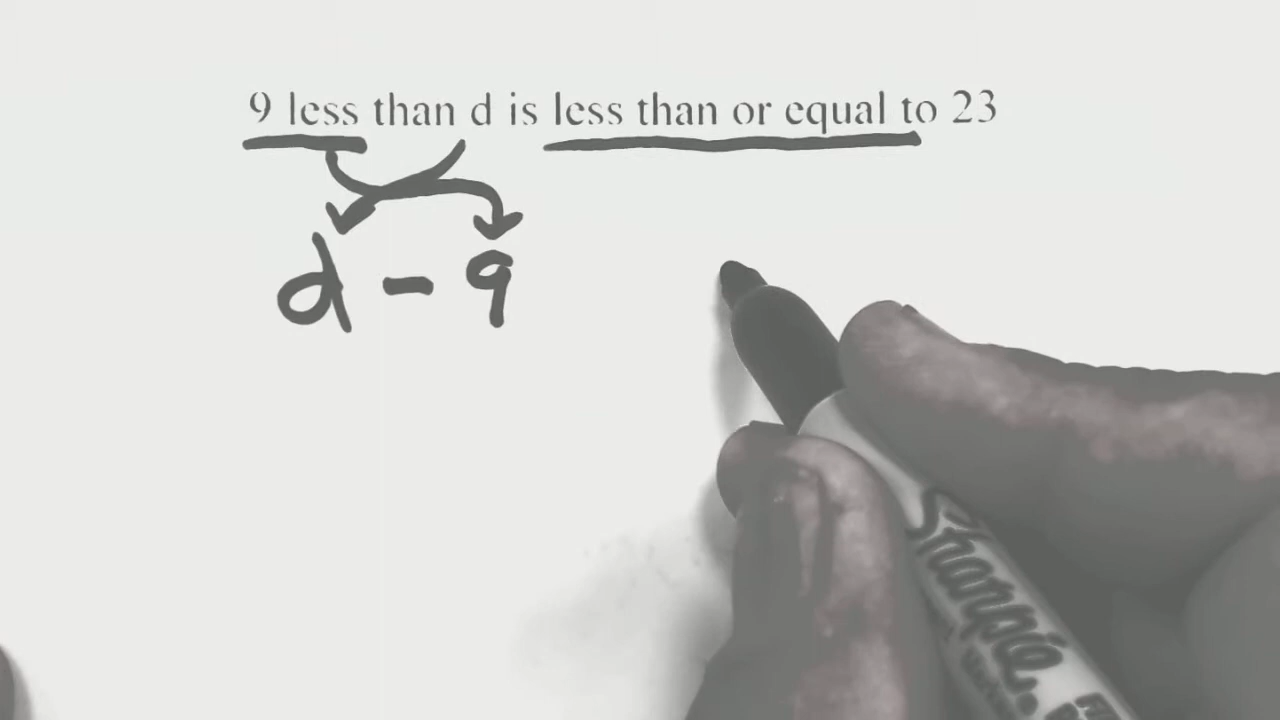 9 less than d is less than or equal to 23
d - 9
Sharpie.